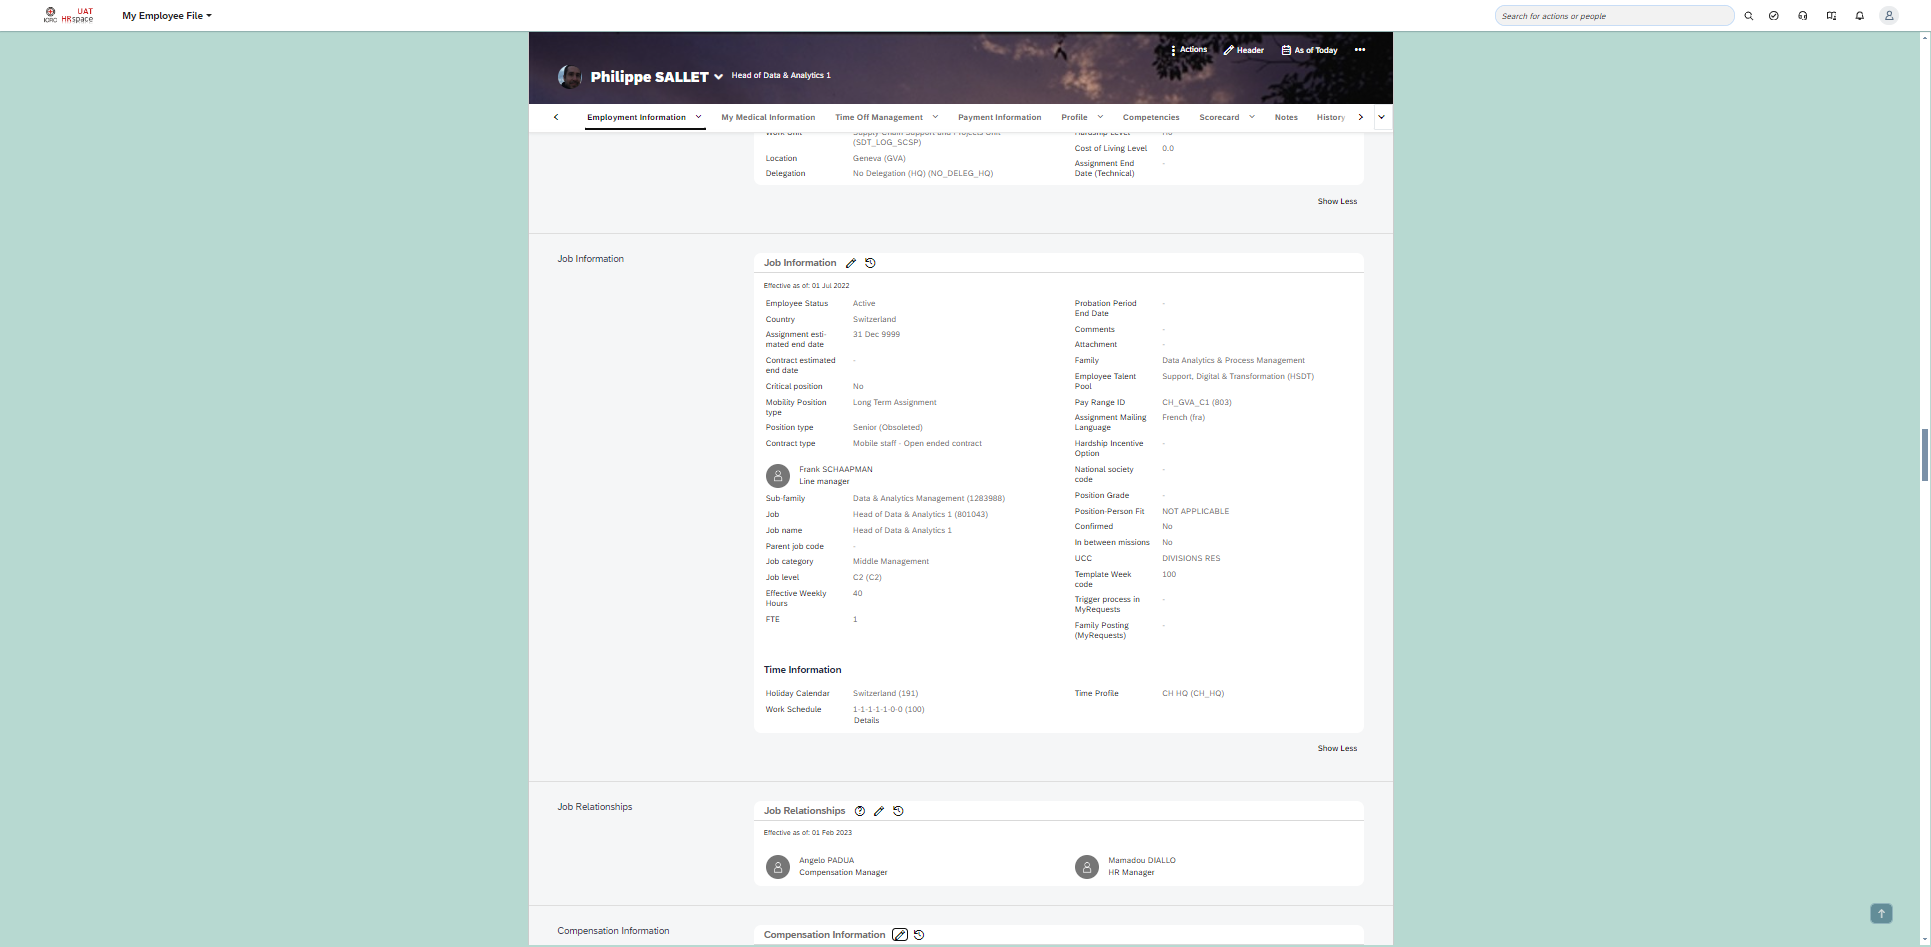 ICRC UAT HRspace My Employee File Search for actions or people
Actions Header As of Today
Philippe SALLET Head of Data & Analytics 1
Employment Information My Medical Information Time Off Management Payment Information Profile Competencies Scorecard Notes History
Work Unit Supply Chain Support and Projects Unit (SDT_LOG_SCSP)
Location Geneva (GVA)
Delegation No Delegation (HQ) (NO_DELEG_HQ)
Hardship Level
Cost of Living Level 0.0
Assignment End Date (Technical) -
Show Less
Job Information
Job Information
Effective as of: 01 Jul 2022
Employee Status Active
Country Switzerland
Assignment esti-
mated end date 31 Dec 9999
Contract estimated
end date -
Critical position No
Mobility Position
type Long Term Assignment
Position type Senior (Obsoleted)
Contract type Mobile staff - Open ended contract
Frank SCHAAPMAN
Line manager
Sub-family Data & Analytics Management (1283988)
Job Head of Data & Analytics 1 (801043)
Job name Head of Data & Analytics 1
Parent job code -
Job category Middle Management
Job level C2 (C2)
Effective Weekly
Hours 40
FTE 1
Probation Period
End Date -
Comments -
Attachment -
Family Data Analytics & Process Management
Employee Talent
Pool Support, Digital & Transformation (HSDT)
Pay Range ID CH_GVA_C1 (803)
Assignment Mailing
Language French (fra)
Hardship Incentive
Option -
National society
code -
Position Grade -
Position-Person Fit NOT APPLICABLE
Confirmed No
In between missions No
UCC DIVISIONS RES
Template Week
code 100
Trigger process in
MyRequests -
Family Posting
(MyRequests) -
Time Information
Holiday Calendar Switzerland (191)
Work Schedule 1-1-1-1-1-0-0 (100)
Details
Time Profile CH HQ (CH_HQ)
Show Less
Job Relationships
Job Relationships
Effective as of: 01 Feb 2023
Angelo PADUA
Compensation Manager
Mamadou DIALLO
HR Manager
Compensation Information
Compensation Information